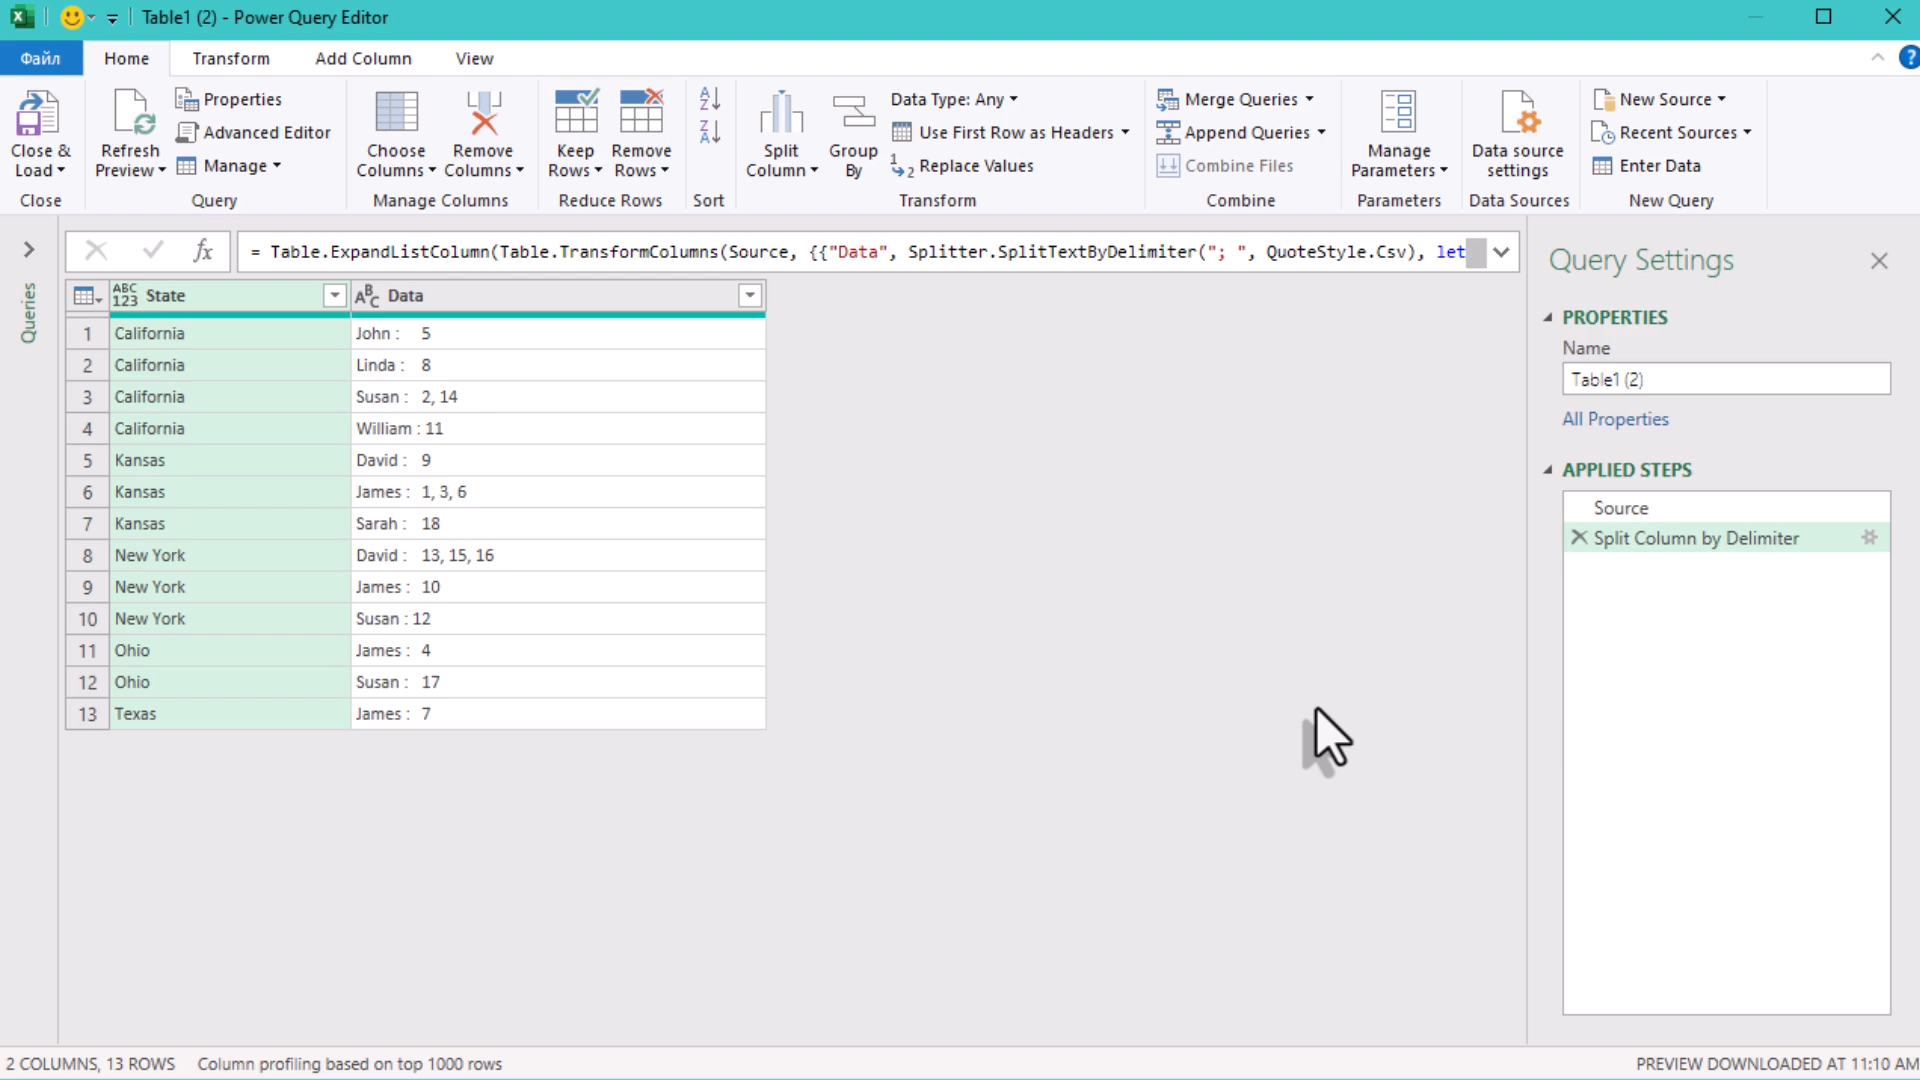 Table1 (2) - Power Query Editor
Файл Home Transform Add Column View
Close & Load
Close
Refresh Preview
Properties
Advanced Editor
Manage
Query
Choose Columns
Remove Columns
Manage Columns
Keep Rows
Remove Rows
Reduce Rows
Sort
Split Column
Group By
Data Type: Any
Use First Row as Headers
Replace Values
Transform
Merge Queries
Append Queries
Combine Files
Combine
Manage Parameters
Parameters
Data source settings
Data Sources
New Source
Recent Sources
Enter Data
New Query
= Table.ExpandListColumn(Table.TransformColumns(Source, {{"Data", Splitter.SplitTextByDelimiter("; ", QuoteStyle.Csv), let
Queries
ABC 123 State ABC Data
1 California John : 5
2 California Linda : 8
3 California Susan : 2, 14
4 California William : 11
5 Kansas David : 9
6 Kansas James : 1, 3, 6
7 Kansas Sarah : 18
8 New York David : 13, 15, 16
9 New York James : 10
10 New York Susan : 12
11 Ohio James : 4
12 Ohio Susan : 17
13 Texas James : 7
Query Settings
PROPERTIES
Name
Table1 (2)
All Properties
APPLIED STEPS
Source
Split Column by Delimiter
2 COLUMNS, 13 ROWS Column profiling based on top 1000 rows
PREVIEW DOWNLOADED AT 11:10 AM